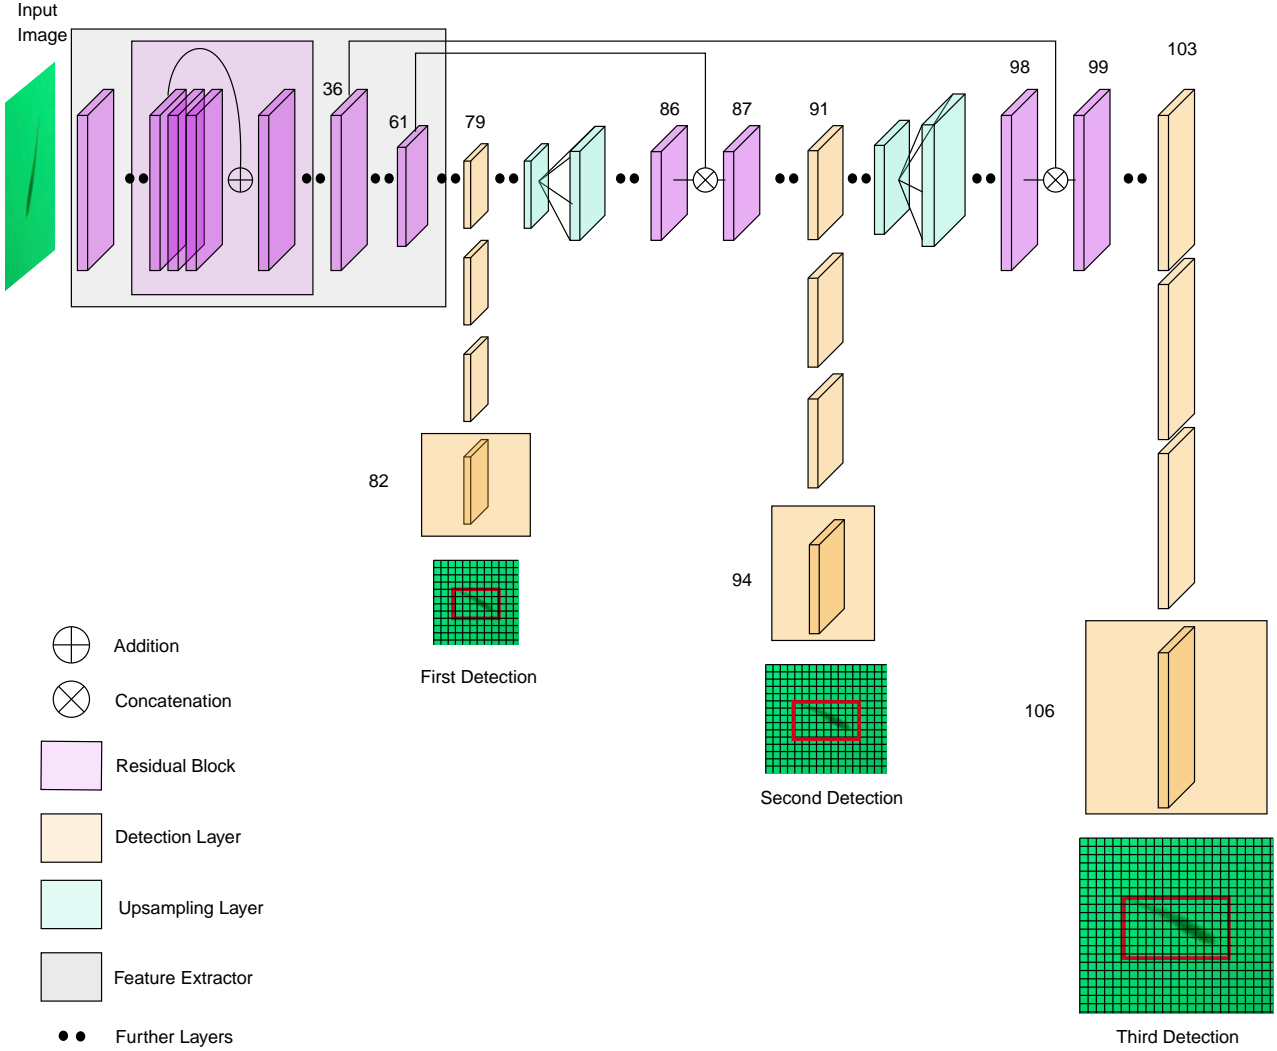 Input
Image
36
61
79
86
87
91
98
99
103
82
94
106
First Detection
Second Detection
Third Detection
Addition
Concatenation
Residual Block
Detection Layer
Upsampling Layer
Feature Extractor
Further Layers